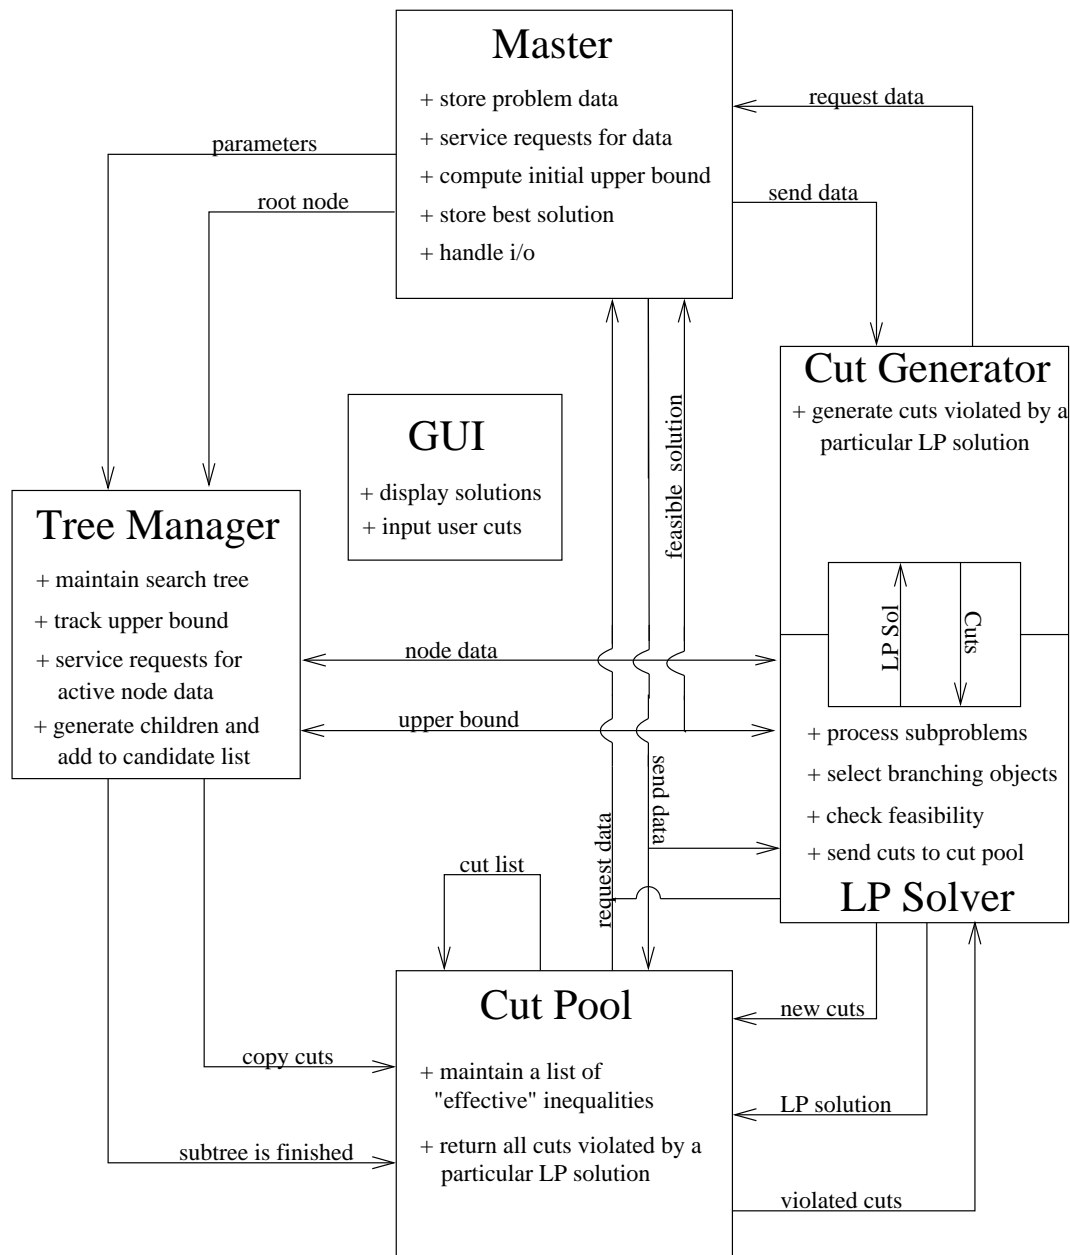 Master
+ store problem data
+ service requests for data
+ compute initial upper bound
+ store best solution
+ handle i/o
request data
send data
parameters
root node
Cut Generator
+ generate cuts violated by a
particular LP solution
GUI
+ display solutions
+ input user cuts
feasible solution
Tree Manager
+ maintain search tree
+ track upper bound
+ service requests for
active node data
+ generate children and
add to candidate list
node data
upper bound
LP Sol
Cuts
+ process subproblems
+ select branching objects
+ check feasibility
+ send cuts to cut pool
LP Solver
send data
request data
cut list
Cut Pool
+ maintain a list of
"effective" inequalities
+ return all cuts violated by a
particular LP solution
copy cuts
subtree is finished
new cuts
LP solution
violated cuts